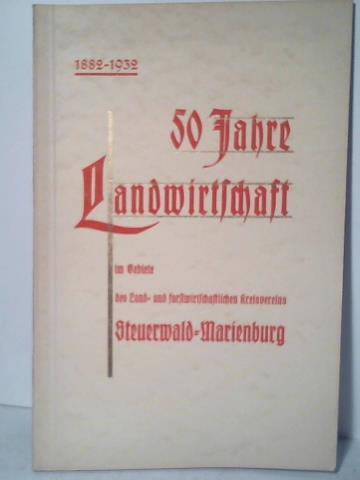 1882-1932
50 Jahre
Landwirtschaft
im Gebiete
des Land- und forstwirtschaftlichen Kreisvereins
Steuerwald-Marienburg